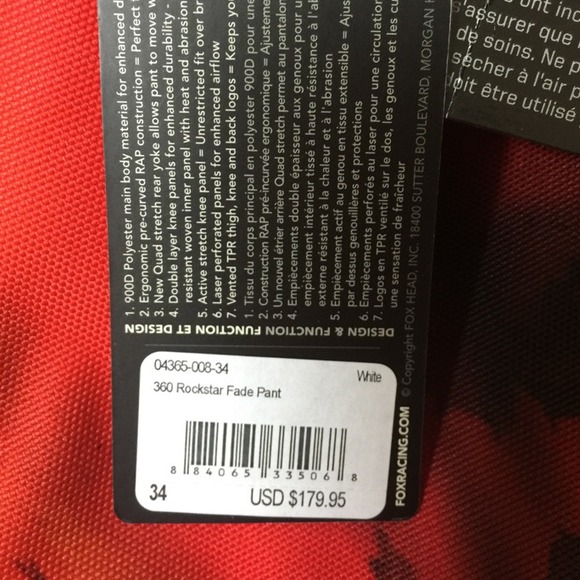 1. 900D Polyester main body material for enhanced
2. Ergonomic pre-curved RAP construction = Perfect
3. New Quad stretch rear yoke allows pant to move
4. Double layer knee panels for enhanced durability -
resistant woven inner panel with heat and abrasion
5. Active stretch knee panel = Unrestricted fit over
6. Laser perforated panels for enhanced airflow
7. Vented TPR thigh, knee and back logos = Keeps
1. Tissu du corps principal en polyester 900D pour
2. Construction RAP pré-incurvée ergonomique =
3. Un nouvel étrier arrière Quad stretch permet au
4. Empiècements double épaisseur aux genoux pour
empiècement intérieur tissé à haute résistance à
externe résistant à la chaleur et à l'abrasion
5. Empiècement actif au genou en tissu extensible =
par dessus genouillères et protections
6. Empiècements perforés au laser pour une circulation
7. Logos en TPR ventilé sur le dos, les genoux et les
une sensation de fraîcheur
DESIGN & FUNCTION ET DESIGN
© Copyright FOX HEAD, INC. 18400 SUTTER BOULEVARD, MORGAN
FOXRACING.COM
'assurer que
de soins. Ne
sécher à l'air
doit être utilisé
04365-008-34
White
360 Rockstar Fade Pant
8 84065 33506 8
34
USD $179.95